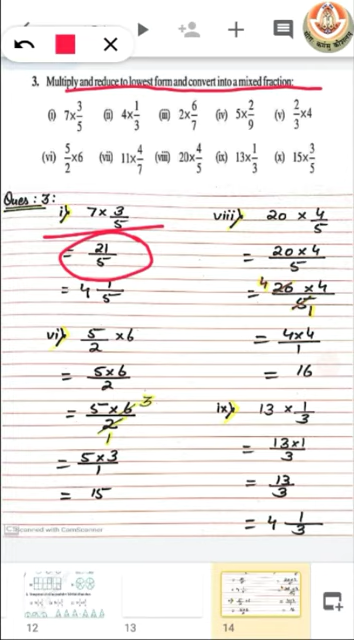 3. Multiply and reduce to lowest form and convert into a mixed fraction:
(i) 7×3/5 (ii) 4×1/3 (iii) 2×6/7 (iv) 5×2/9 (v) 2/3×4
(vi) 5/2×6 (vii) 11×4/7 (viii) 20×4/5 (ix) 13×1/3 (x) 15×3/5
Ques : 3:
i) 7 × 3/5
= 21/5
= 4 1/5
vi) 5/2 × 6
= 5×6/2
= 5×6/2 3 1
= 5×3/1
= 15
viii) 20 × 4/5
= 20×4/5
= 4 20×4/5 1
= 4×4/1
= 16
ix) 13 × 1/3
= 13×1/3
= 13/3
= 4 1/3
CS Scanned with CamScanner
12 13 14